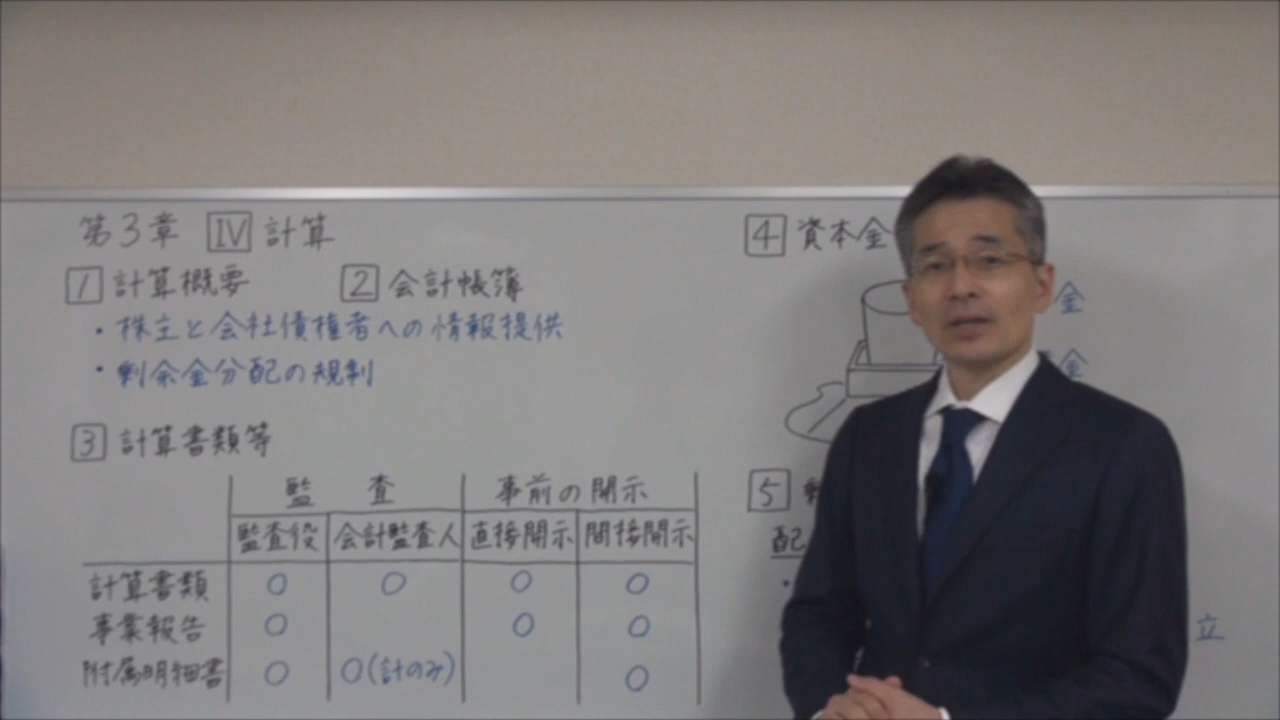 第3章 IV 計算
1 計算概要 2 会計帳簿
・株主と会社債権者への情報提供
・剰余金分配の規制
3 計算書類等
監査 事前の開示
監査役 会計監査人 直接開示 間接開示
計算書類 ○ ○ ○ ○
事業報告 ○ ○ ○
附属明細書 ○ ○(計のみ) ○
4 資本金
金
金
5
配
・
立